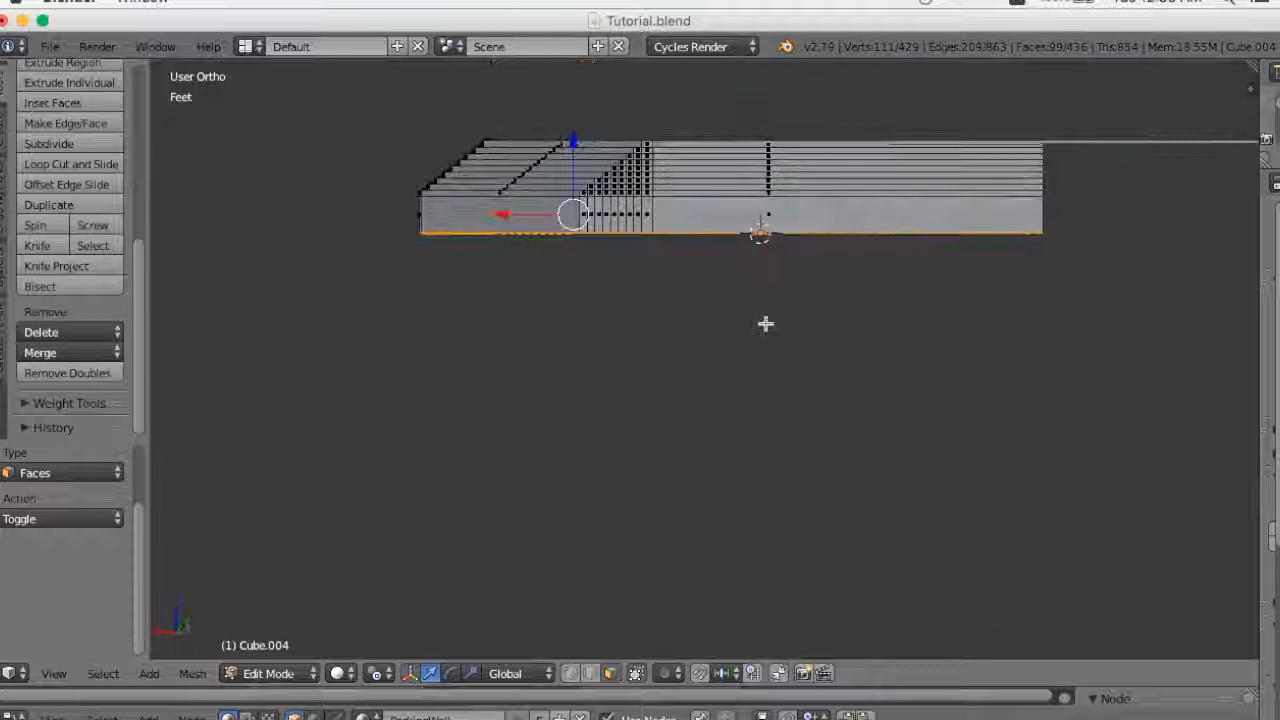 Tutorial.blend
File Render Window Help Default Scene Cycles Render v2.79 | Verts:111/429 | Edges:209/863 | Faces:99/436 | Tris:854 | Mem:18.55M | Cube.004
Extrude Region
Extrude Individual
Inset Faces
Make Edge/Face
Subdivide
Loop Cut and Slide
Offset Edge Slide
Duplicate
Spin Screw
Knife Select
Knife Project
Bisect
Remove:
Delete
Merge
Remove Doubles
Weight Tools
History
Type
Faces
Action
Toggle
User Ortho
Feet
(1) Cube.004
View Select Add Mesh Edit Mode Global
Node